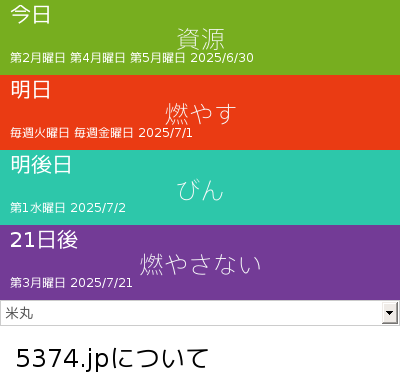 今日
資源
第2月曜日 第4月曜日 第5月曜日 2025/6/30
明日
燃やす
毎週火曜日 毎週金曜日 2025/7/1
明後日
びん
第1水曜日 2025/7/2
21日後
燃やさない
第3月曜日 2025/7/21
米丸
5374.jpについて